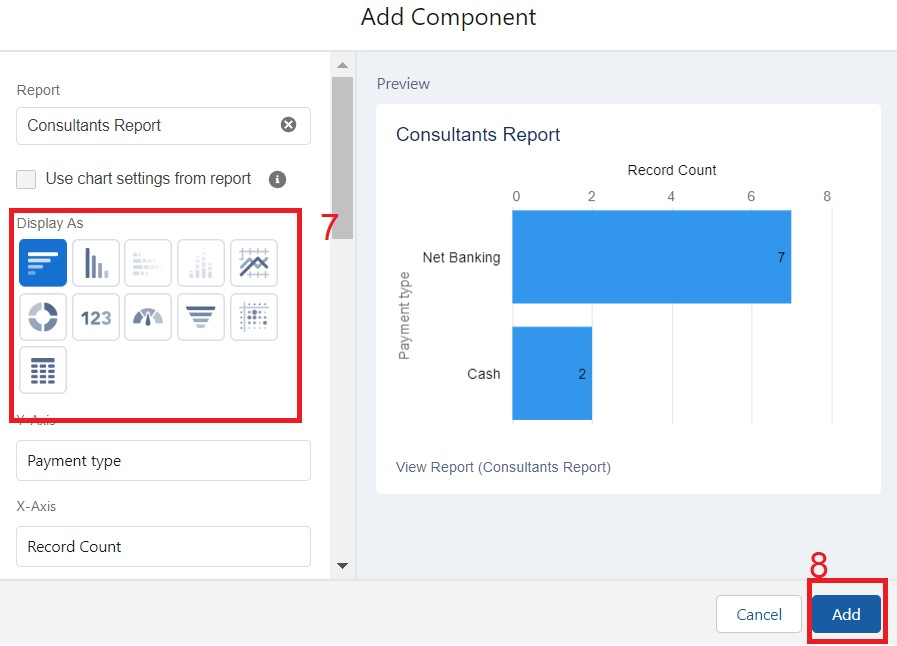 Add Component
Report
Consultants Report
Use chart settings from report
Display As
7
123
Y-Axis
Payment type
X-Axis
Record Count
Preview
Consultants Report
Record Count
0 2 4 6 8
Payment type
Net Banking 7
Cash 2
View Report (Consultants Report)
8
Cancel Add